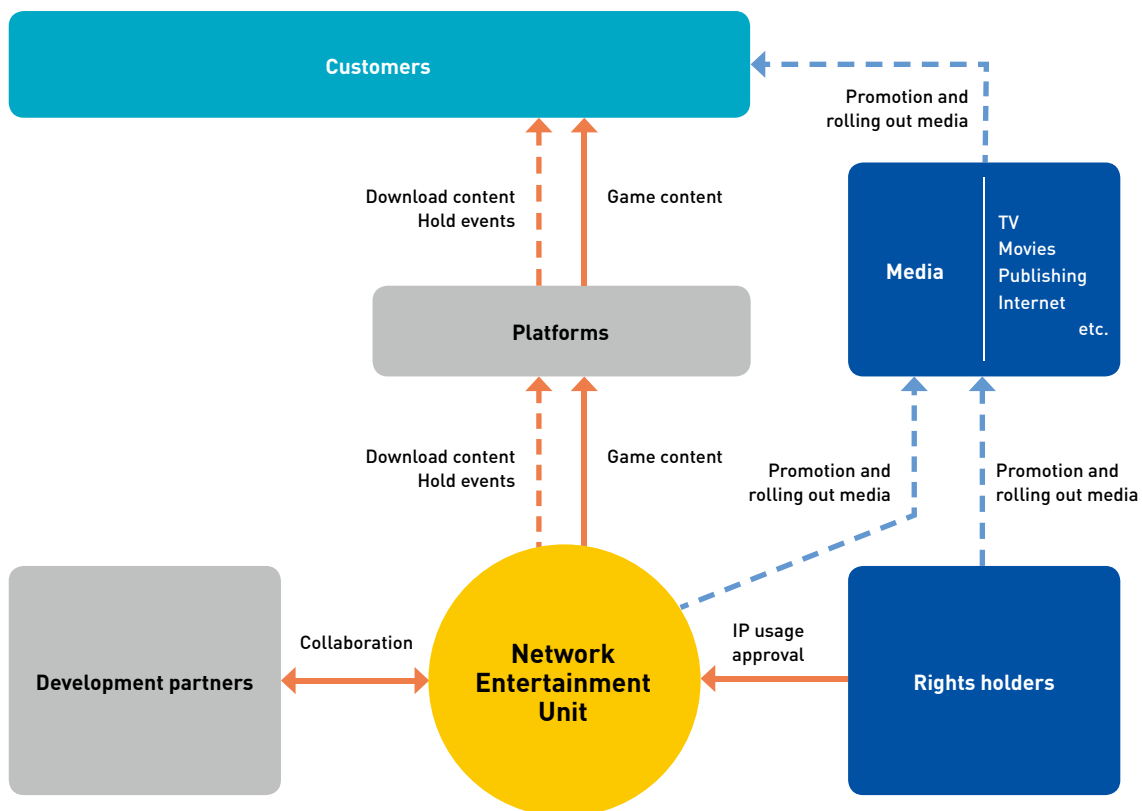 Customers
Promotion and
rolling out media
Download content
Hold events
Game content
Media
TV
Movies
Publishing
Internet
etc.
Platforms
Download content
Hold events
Game content
Promotion and
rolling out media
Promotion and
rolling out media
Development partners
Collaboration
Network
Entertainment
Unit
IP usage
approval
Rights holders